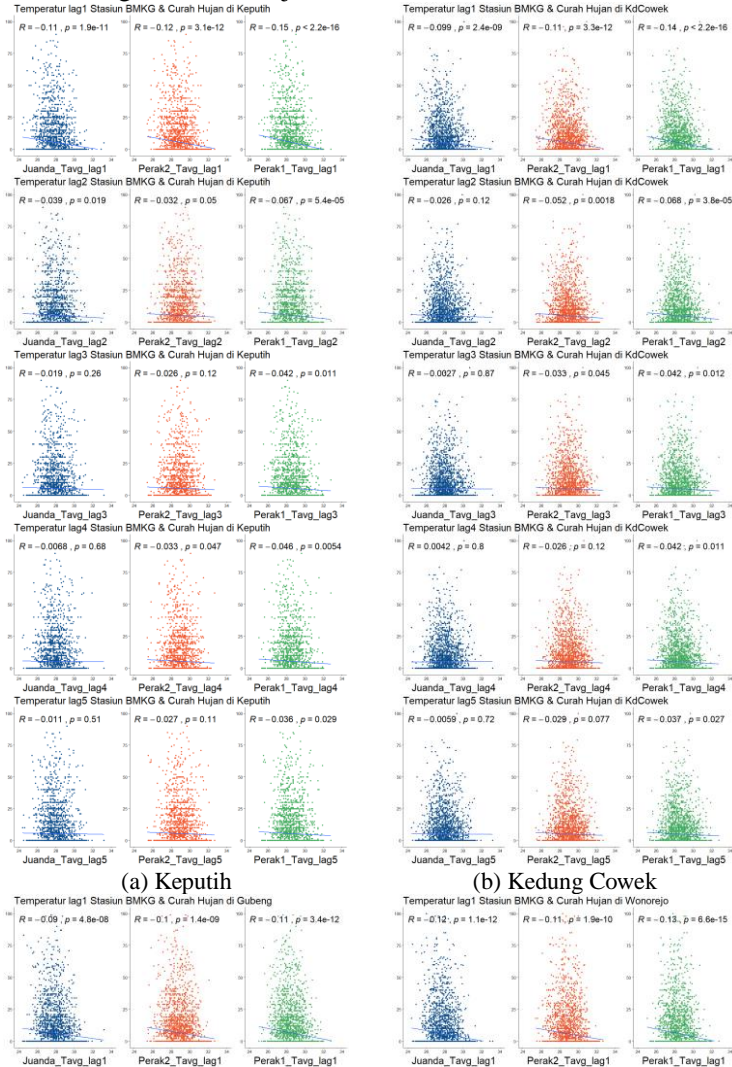 Temperatur lag1 Stasiun BMKG & Curah Hujan di Keputih
R = −0.11 , p = 1.9e-11
R = −0.12 , p = 3.1e-12
R = −0.15 , p < 2.2e-16
Juanda_Tavg_lag1 Perak2_Tavg_lag1 Perak1_Tavg_lag1
Temperatur lag2 Stasiun BMKG & Curah Hujan di Keputih
R = −0.039 , p = 0.019
R = −0.032 , p = 0.05
R = −0.067 , p = 5.4e-05
Juanda_Tavg_lag2 Perak2_Tavg_lag2 Perak1_Tavg_lag2
Temperatur lag3 Stasiun BMKG & Curah Hujan di Keputih
R = −0.019 , p = 0.26
R = −0.026 , p = 0.12
R = −0.042 , p = 0.011
Juanda_Tavg_lag3 Perak2_Tavg_lag3 Perak1_Tavg_lag3
Temperatur lag4 Stasiun BMKG & Curah Hujan di Keputih
R = −0.0068 , p = 0.68
R = −0.033 , p = 0.047
R = −0.046 , p = 0.0054
Juanda_Tavg_lag4 Perak2_Tavg_lag4 Perak1_Tavg_lag4
Temperatur lag5 Stasiun BMKG & Curah Hujan di Keputih
R = −0.011 , p = 0.51
R = −0.027 , p = 0.11
R = −0.036 , p = 0.029
Juanda_Tavg_lag5 Perak2_Tavg_lag5 Perak1_Tavg_lag5
(a) Keputih
Temperatur lag1 Stasiun BMKG & Curah Hujan di KdCowek
R = −0.099 , p = 2.4e-09
R = −0.11 , p = 3.3e-12
R = −0.14 , p < 2.2e-16
Juanda_Tavg_lag1 Perak2_Tavg_lag1 Perak1_Tavg_lag1
Temperatur lag2 Stasiun BMKG & Curah Hujan di KdCowek
R = −0.026 , p = 0.12
R = −0.052 , p = 0.0018
R = −0.068 , p = 3.8e-05
Juanda_Tavg_lag2 Perak2_Tavg_lag2 Perak1_Tavg_lag2
Temperatur lag3 Stasiun BMKG & Curah Hujan di KdCowek
R = −0.0027 , p = 0.87
R = −0.033 , p = 0.045
R = −0.042 , p = 0.012
Juanda_Tavg_lag3 Perak2_Tavg_lag3 Perak1_Tavg_lag3
Temperatur lag4 Stasiun BMKG & Curah Hujan di KdCowek
R = 0.0042 , p = 0.8
R = −0.026 , p = 0.12
R = −0.042 , p = 0.011
Juanda_Tavg_lag4 Perak2_Tavg_lag4 Perak1_Tavg_lag4
Temperatur lag5 Stasiun BMKG & Curah Hujan di KdCowek
R = −0.0059 , p = 0.72
R = −0.029 , p = 0.077
R = −0.037 , p = 0.027
Juanda_Tavg_lag5 Perak2_Tavg_lag5 Perak1_Tavg_lag5
(b) Kedung Cowek
Temperatur lag1 Stasiun BMKG & Curah Hujan di Gubeng
R = −0.09 , p = 4.8e-08
R = −0.1 , p = 1.4e-09
R = −0.11 , p = 3.4e-12
Juanda_Tavg_lag1 Perak2_Tavg_lag1 Perak1_Tavg_lag1
Temperatur lag1 Stasiun BMKG & Curah Hujan di Wonorejo
R = −0.12 , p = 1.1e-12
R = −0.11 , p = 1.9e-10
R = −0.13 , p = 6.6e-15
Juanda_Tavg_lag1 Perak2_Tavg_lag1 Perak1_Tavg_lag1